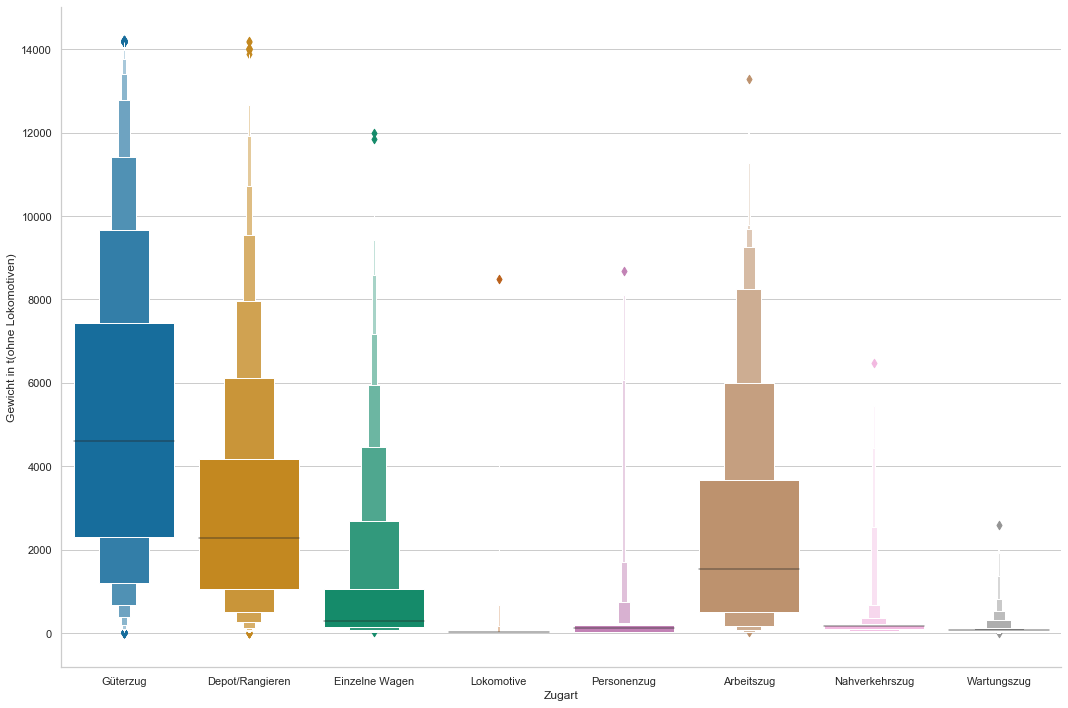 14000
12000
10000
8000
6000
4000
2000
0
Gewicht in t(ohne Lokomotiven)
Güterzug
Depot/Rangieren
Einzelne Wagen
Lokomotive
Personenzug
Arbeitszug
Nahverkehrszug
Wartungszug
Zugart